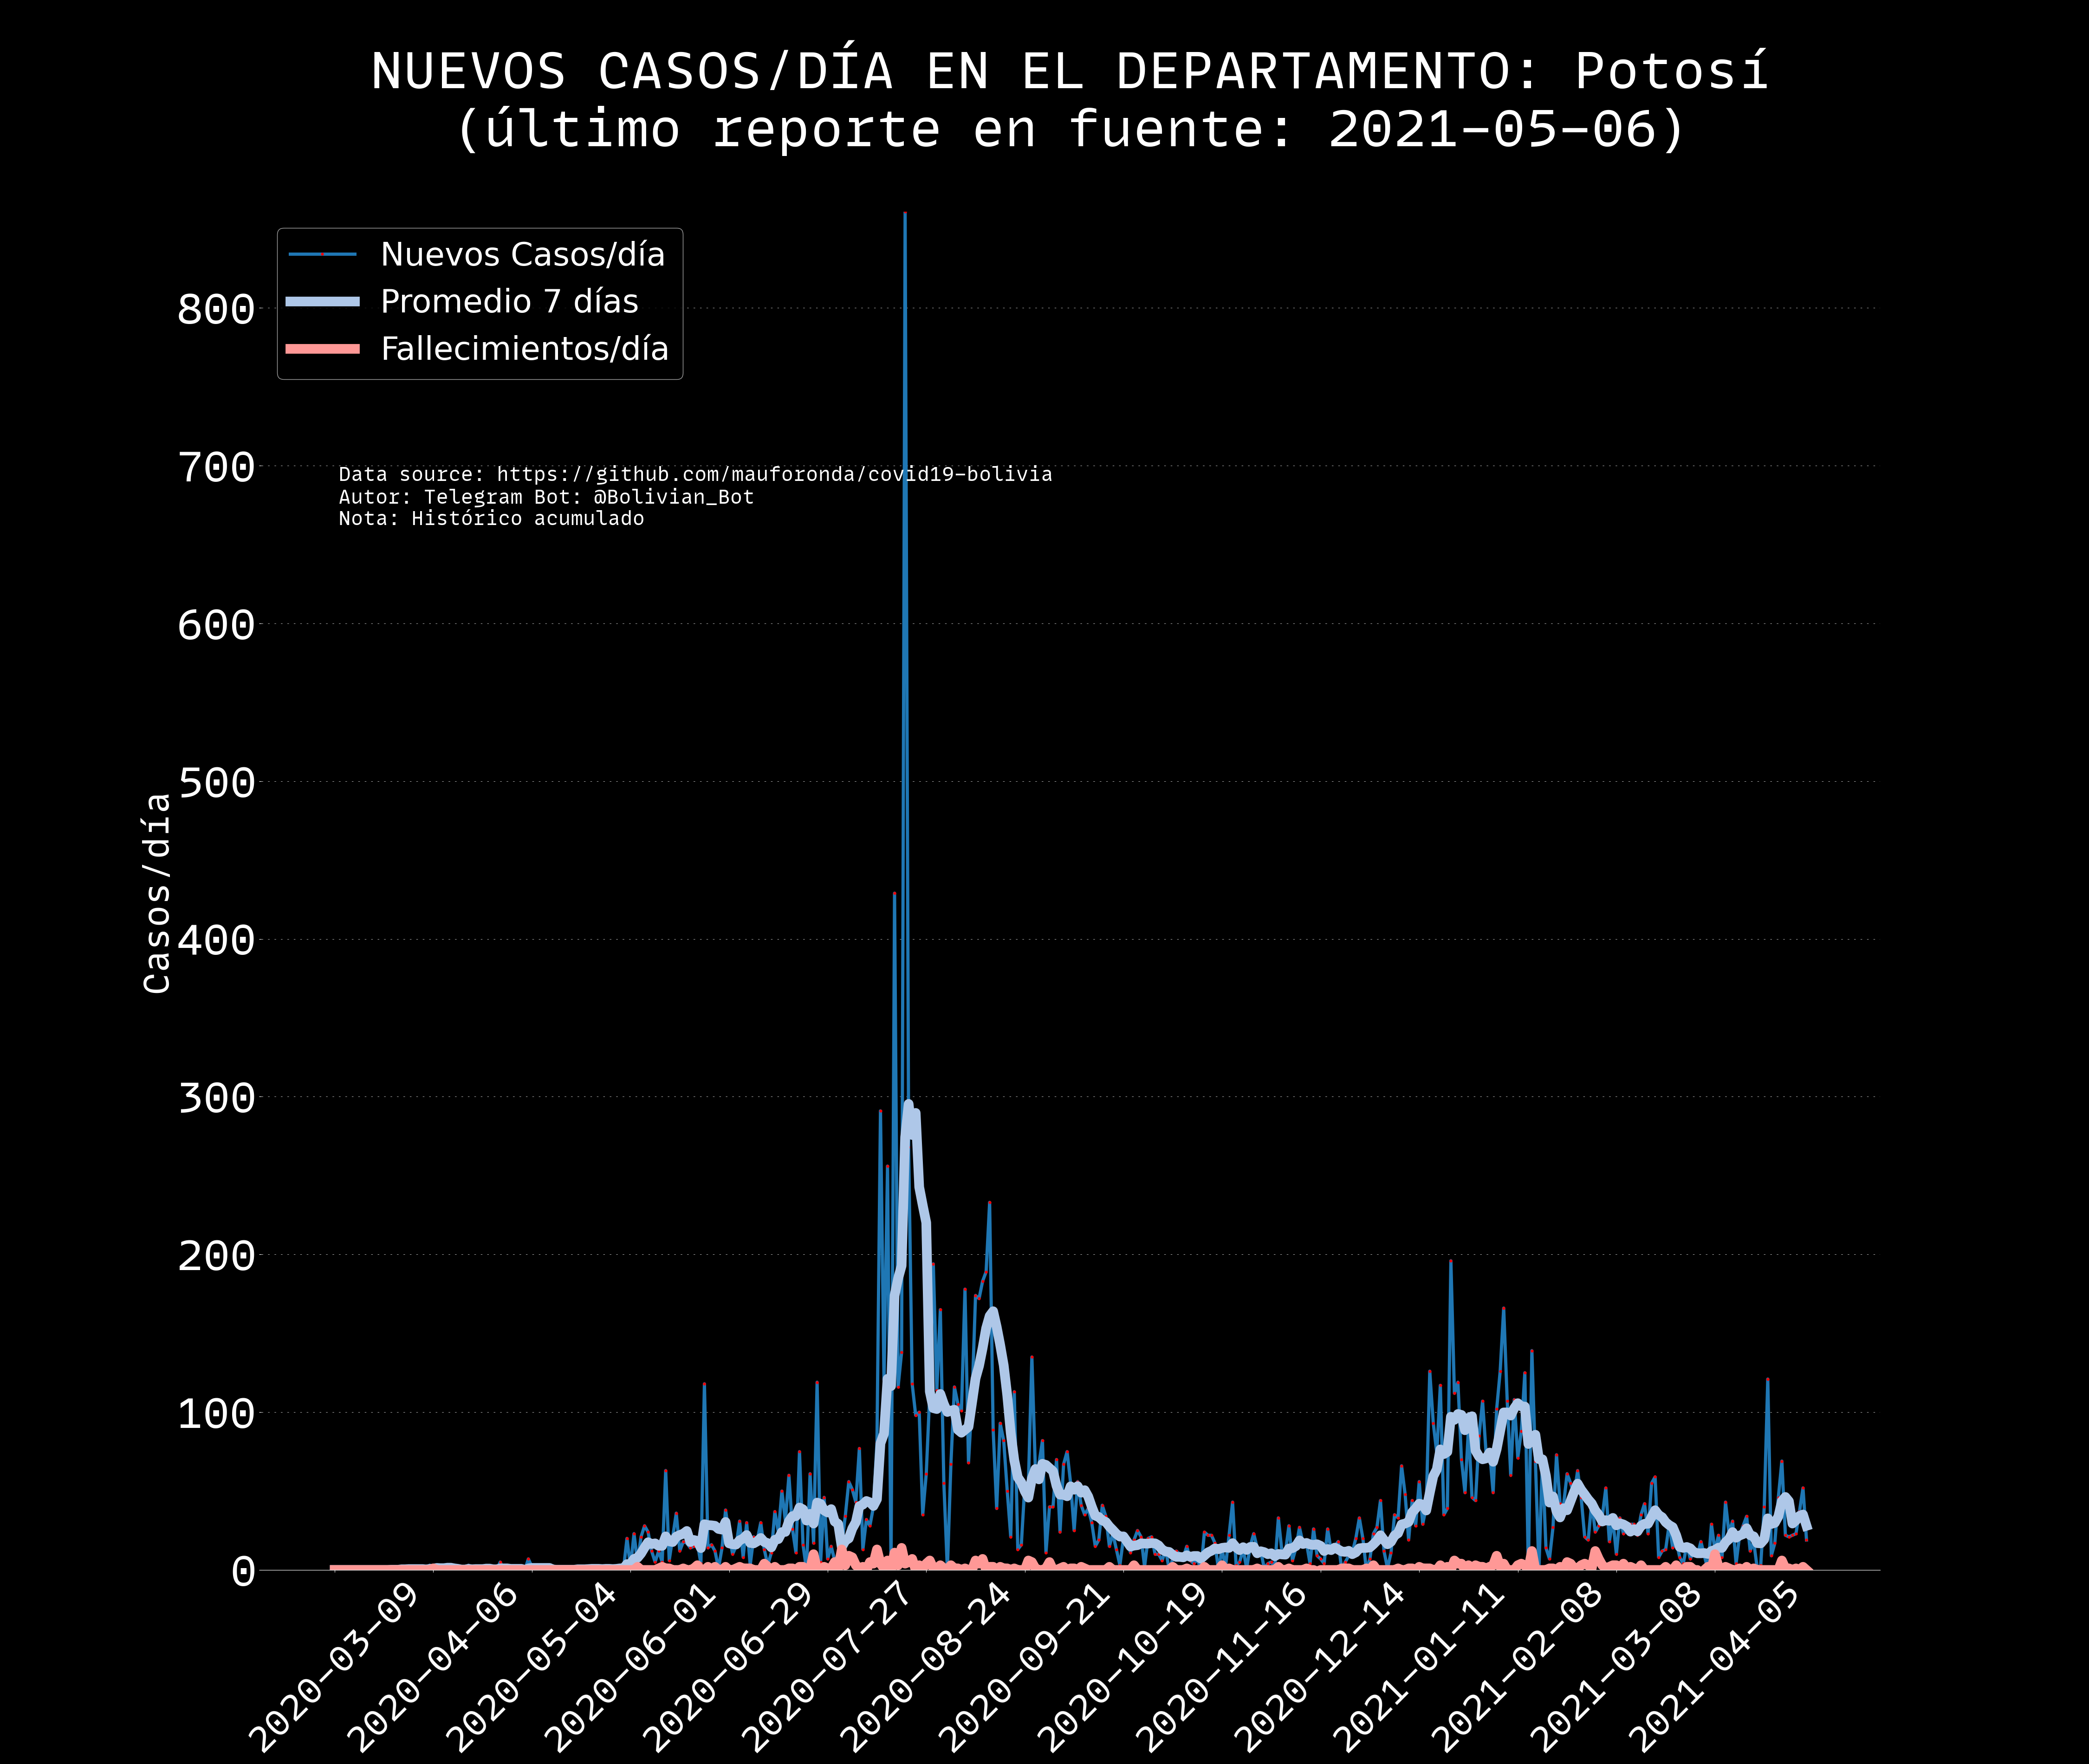 NUEVOS CASOS/DÍA EN EL DEPARTAMENTO: Potosí
(último reporte en fuente: 2021-05-06)
Nuevos Casos/día
Promedio 7 días
Fallecimientos/día
800
700
Data source: https://github.com/mauforonda/covid19-bolivia
Autor: Telegram Bot: @Bolivian_Bot
Nota: Histórico acumulado
600
500
400
300
200
100
0
Casos/día
2020-03-09
2020-04-06
2020-05-04
2020-06-01
2020-06-29
2020-07-27
2020-08-24
2020-09-21
2020-10-19
2020-11-16
2020-12-14
2021-01-11
2021-02-08
2021-03-08
2021-04-05